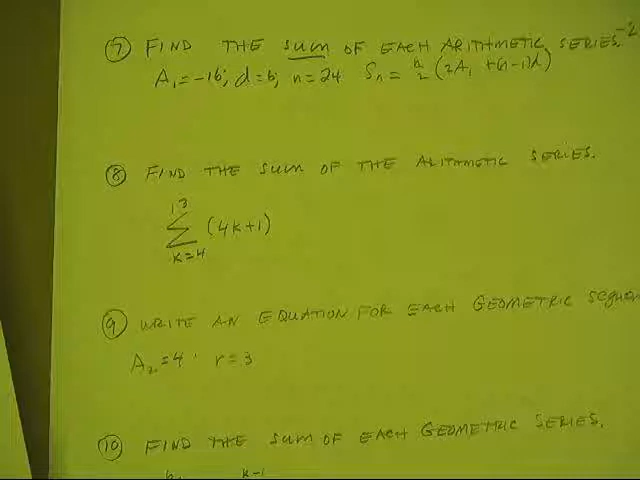 7 FIND THE SUM OF EACH ARITHMETIC SERIES. -2
A₁ = -16; d = 6; n = 24 Sₙ = n/2 (2A₁ + (n-1)d)
8 FIND THE SUM OF THE ARITHMETIC SERIES.
13
Σ (4k+1)
k=4
9 WRITE AN EQUATION FOR EACH GEOMETRIC
A₂ = 4 r = 3
10 FIND THE SUM OF EACH GEOMETRIC SERIES.
k-1